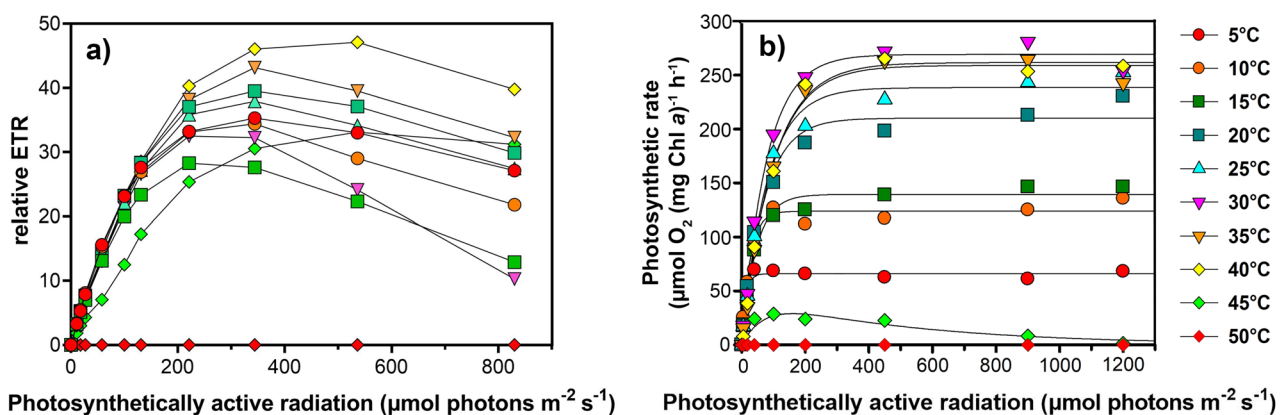 a)
50
40
30
20
10
0
relative ETR
0 200 400 600 800
Photosynthetically active radiation (µmol photons m⁻² s⁻¹)
b)
300
250
200
150
100
50
0
Photosynthetic rate
(µmol O₂ (mg Chl a)⁻¹ h⁻¹)
0 200 400 600 800 1000 1200
Photosynthetically active radiation (µmol photons m⁻² s⁻¹)
5°C
10°C
15°C
20°C
25°C
30°C
35°C
40°C
45°C
50°C